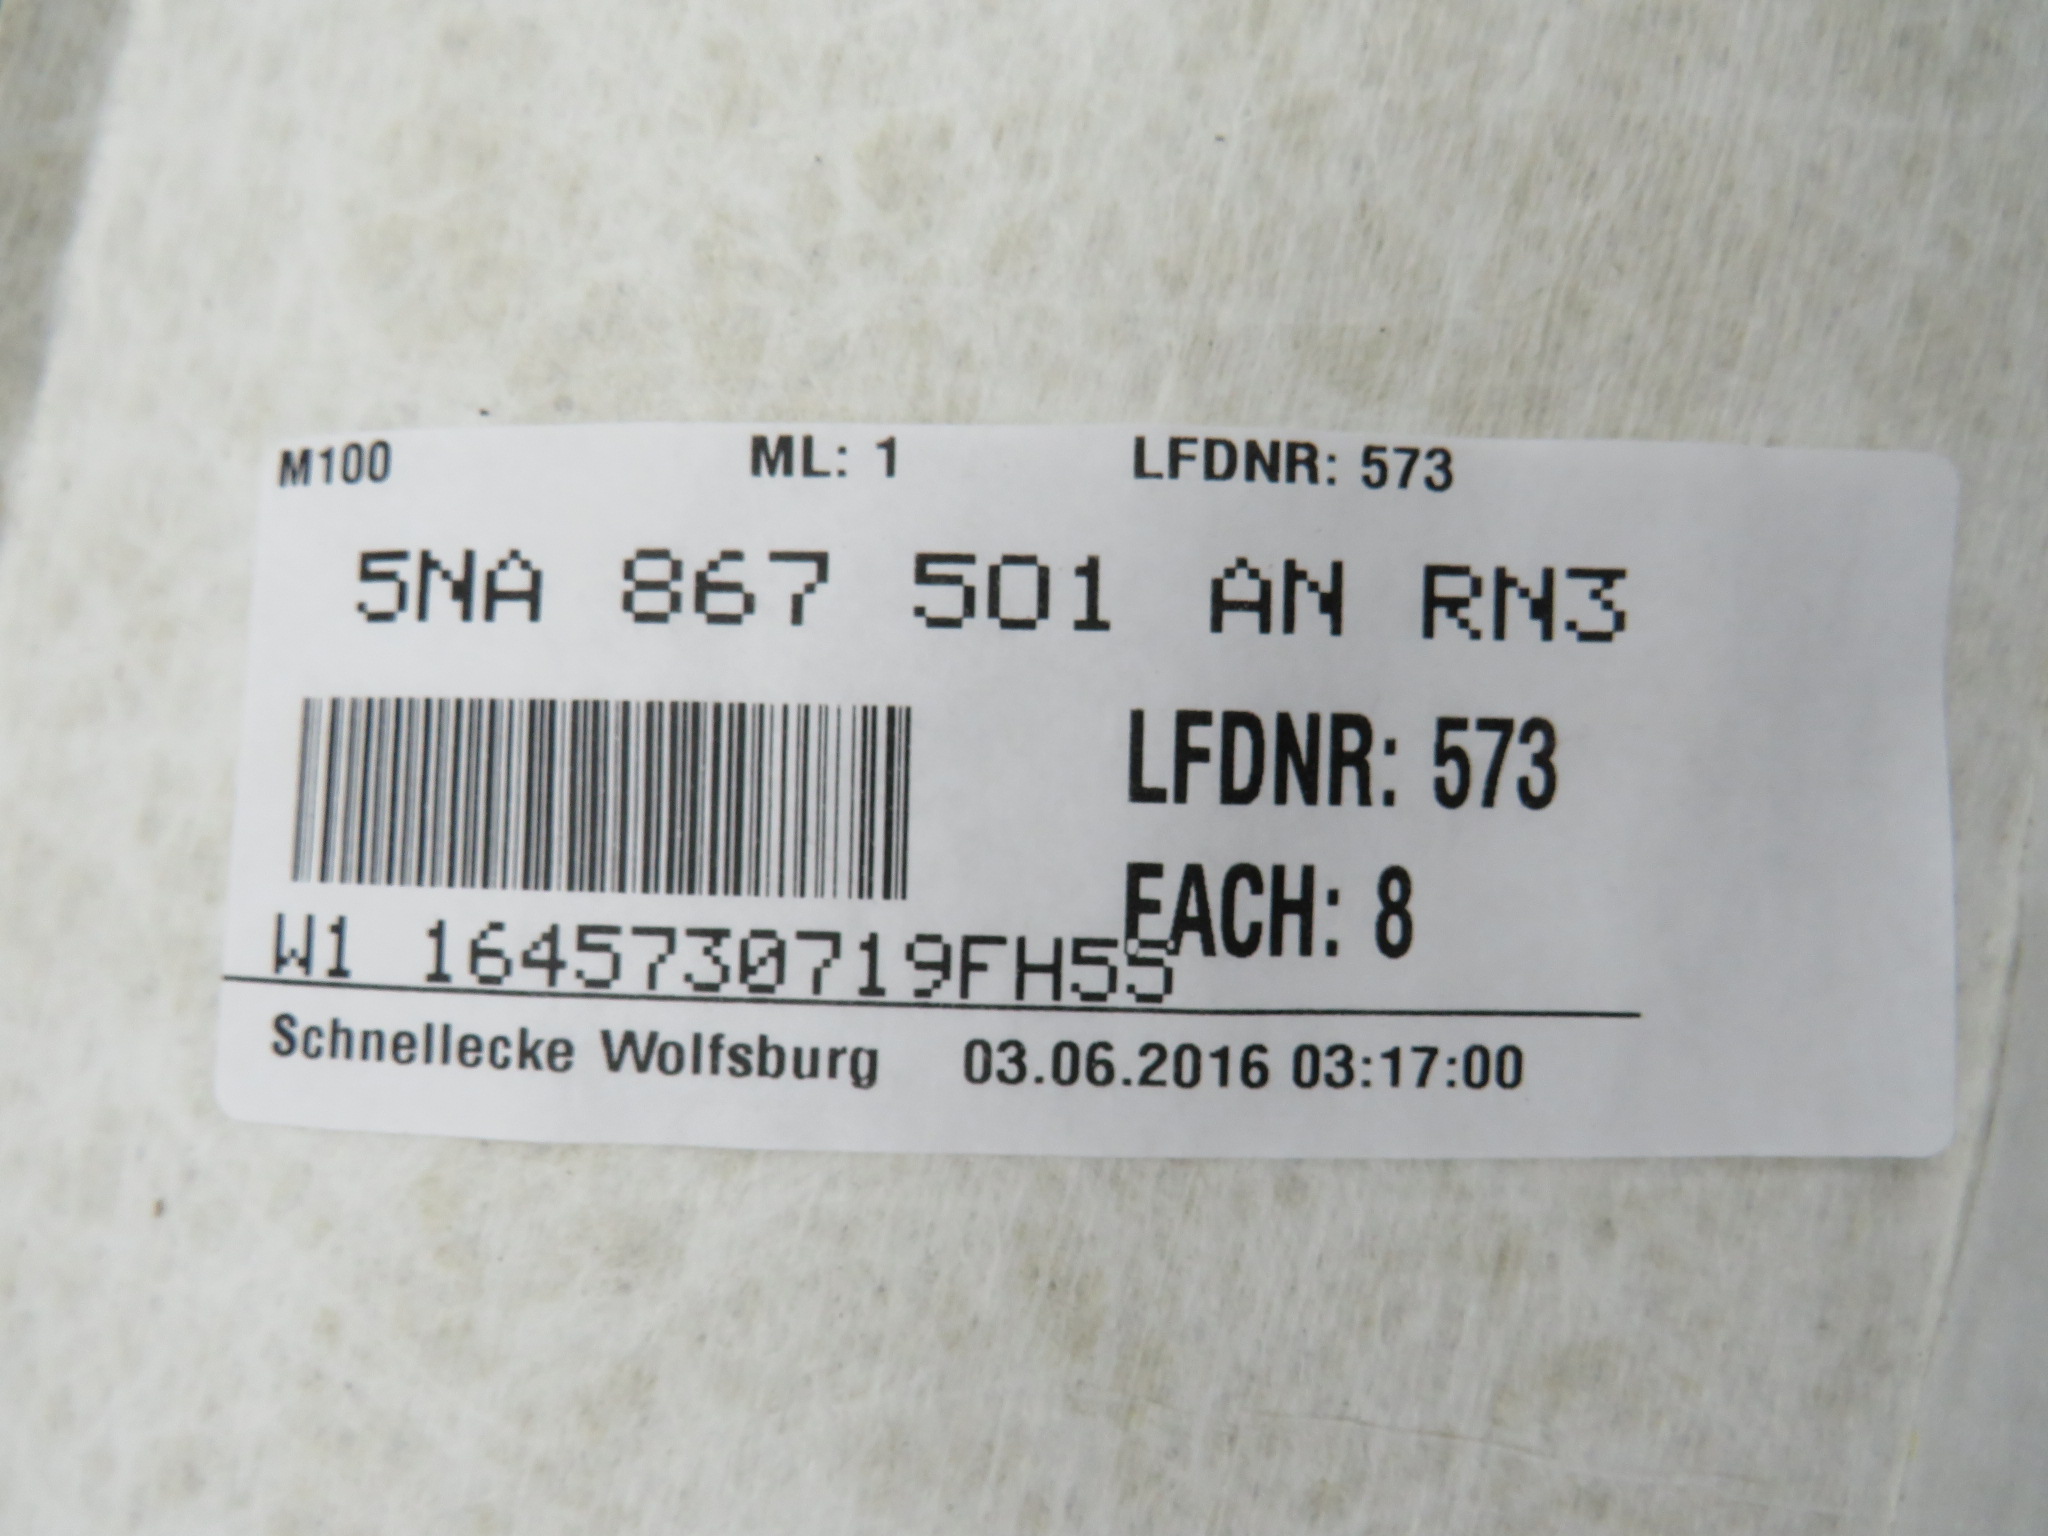 M100 ML: 1 LFDNR: 573
5NA 867 501 AN RN3
LFDNR: 573
EACH: 8
W1 1645730719FH55
Schnellecke Wolfsburg 03.06.2016 03:17:00